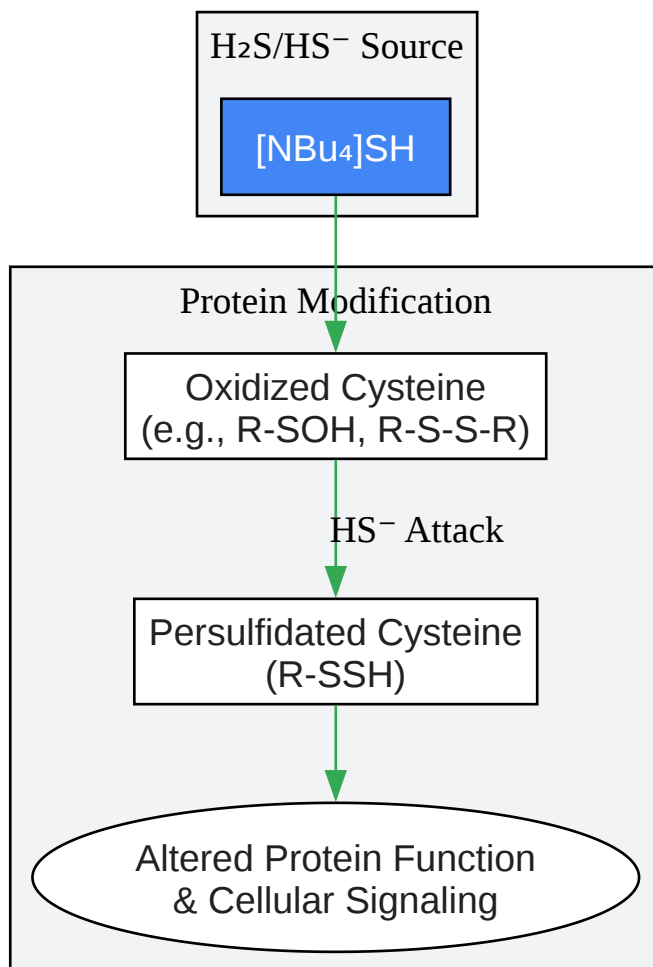 H₂S/HS⁻ Source
[NBu₄]SH
Protein Modification
Oxidized Cysteine
(e.g., R-SOH, R-S-S-R)
HS⁻ Attack
Persulfidated Cysteine
(R-SSH)
Altered Protein Function
& Cellular Signaling